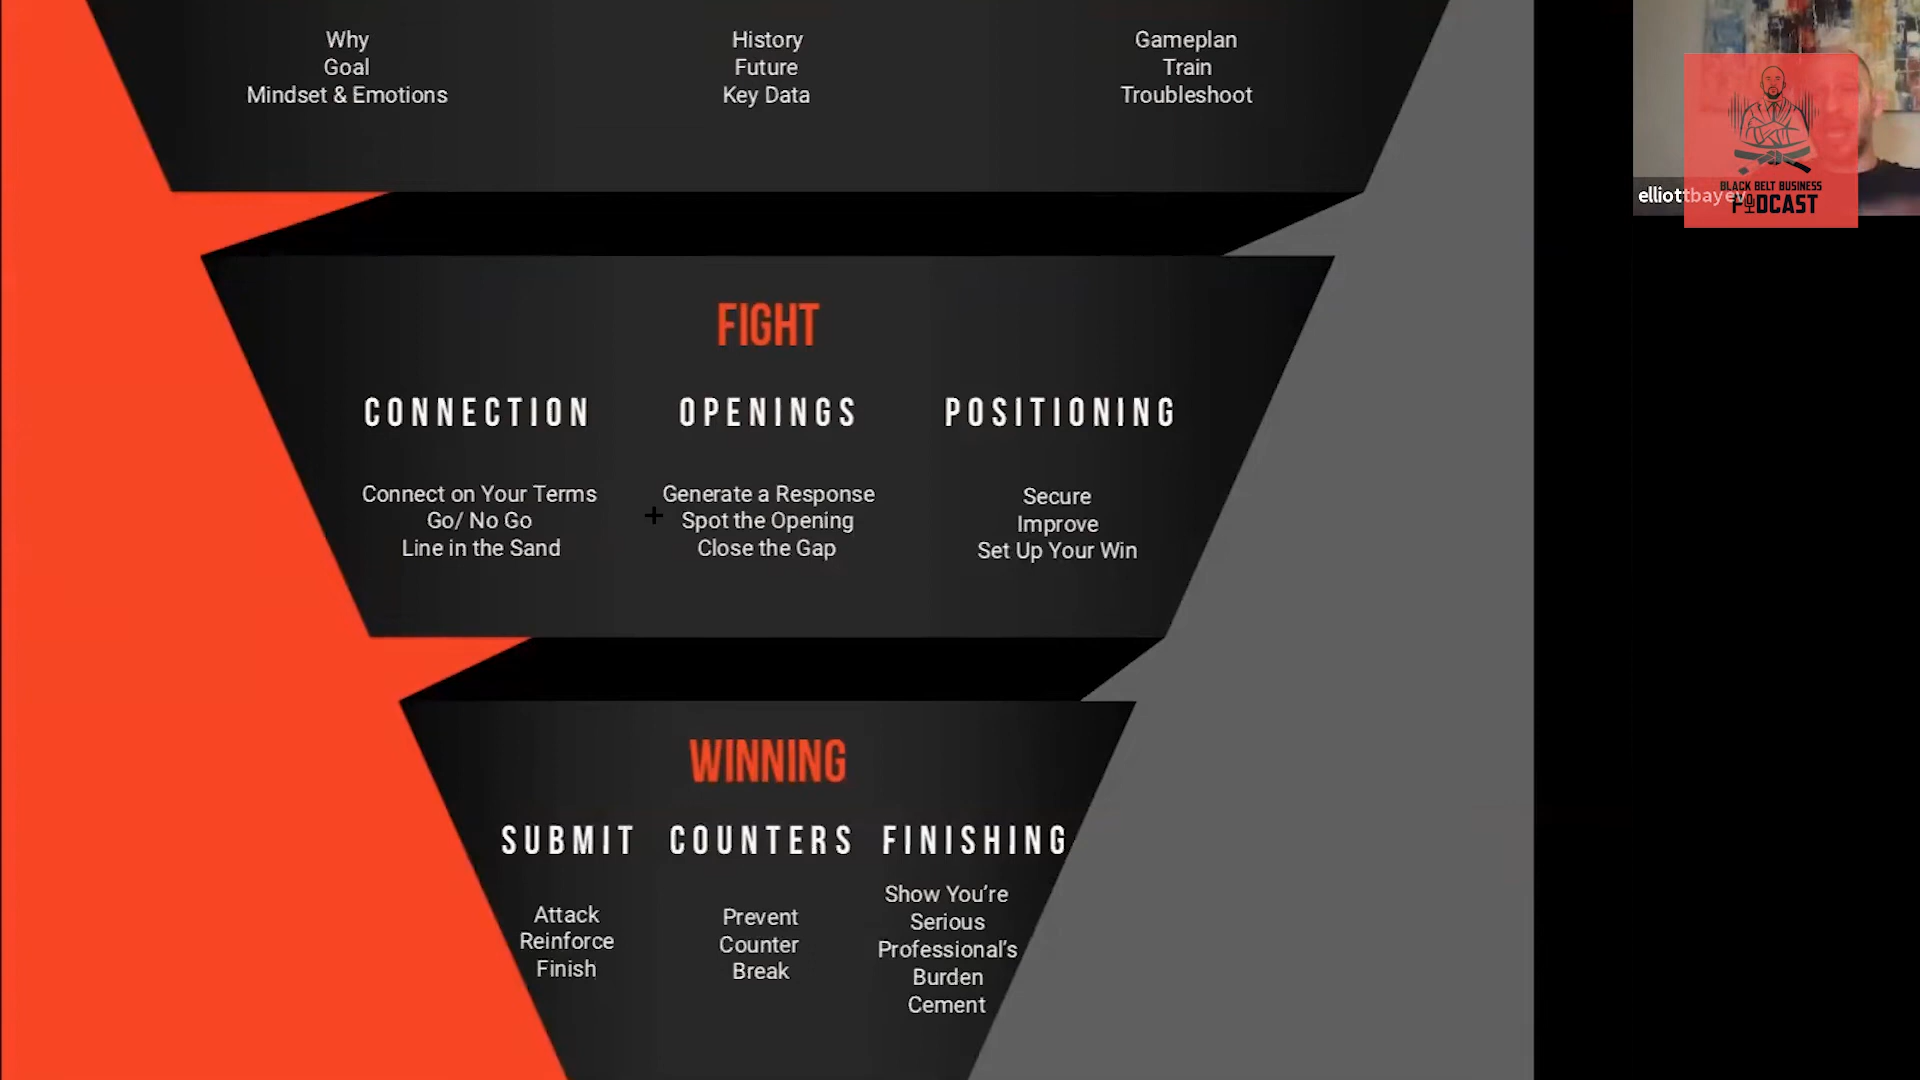 Why
Goal
Mindset & Emotions
History
Future
Key Data
Gameplan
Train
Troubleshoot
elliottbayev
BLACK BELT BUSINESS
PODCAST
FIGHT
CONNECTION
Connect on Your Terms
Go/ No Go
Line in the Sand
OPENINGS
Generate a Response
Spot the Opening
Close the Gap
POSITIONING
Secure
Improve
Set Up Your Win
WINNING
SUBMIT
Attack
Reinforce
Finish
COUNTERS
Prevent
Counter
Break
FINISHING
Show You’re
Serious
Professional’s
Burden
Cement